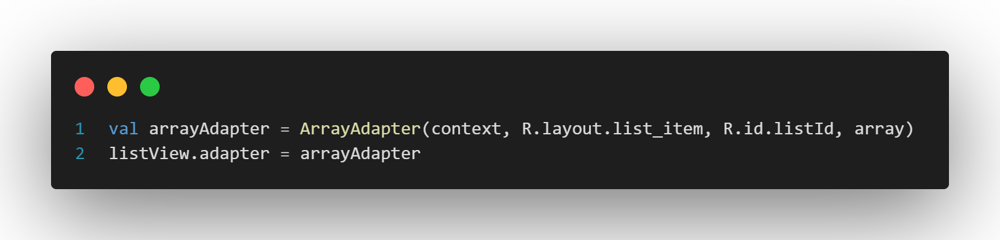 1 val arrayAdapter = ArrayAdapter(context, R.layout.list_item, R.id.listId, array)
2 listView.adapter = arrayAdapter